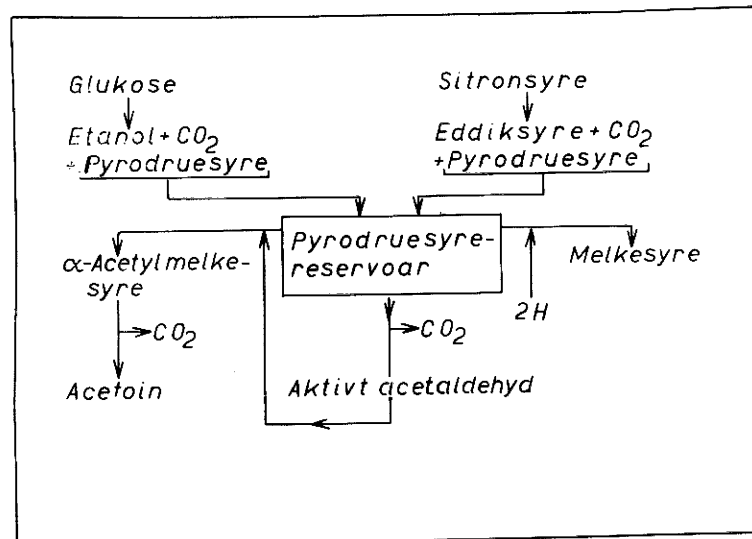 Glukose
Etanol + CO2
+ Pyrodruesyre
Sitronsyre
Eddiksyre + CO2
+Pyrodruesyre
Pyrodruesyre-
reservoar
α-Acetylmelke-
syre
Melkesyre
2H
CO2
CO2
Acetoin
Aktivt acetaldehyd